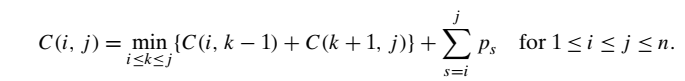 C(i, j) = min_{i≤k≤j} {C(i, k − 1) + C(k + 1, j)} + ∑_{s=i}^{j} p_s for 1 ≤ i ≤ j ≤ n.